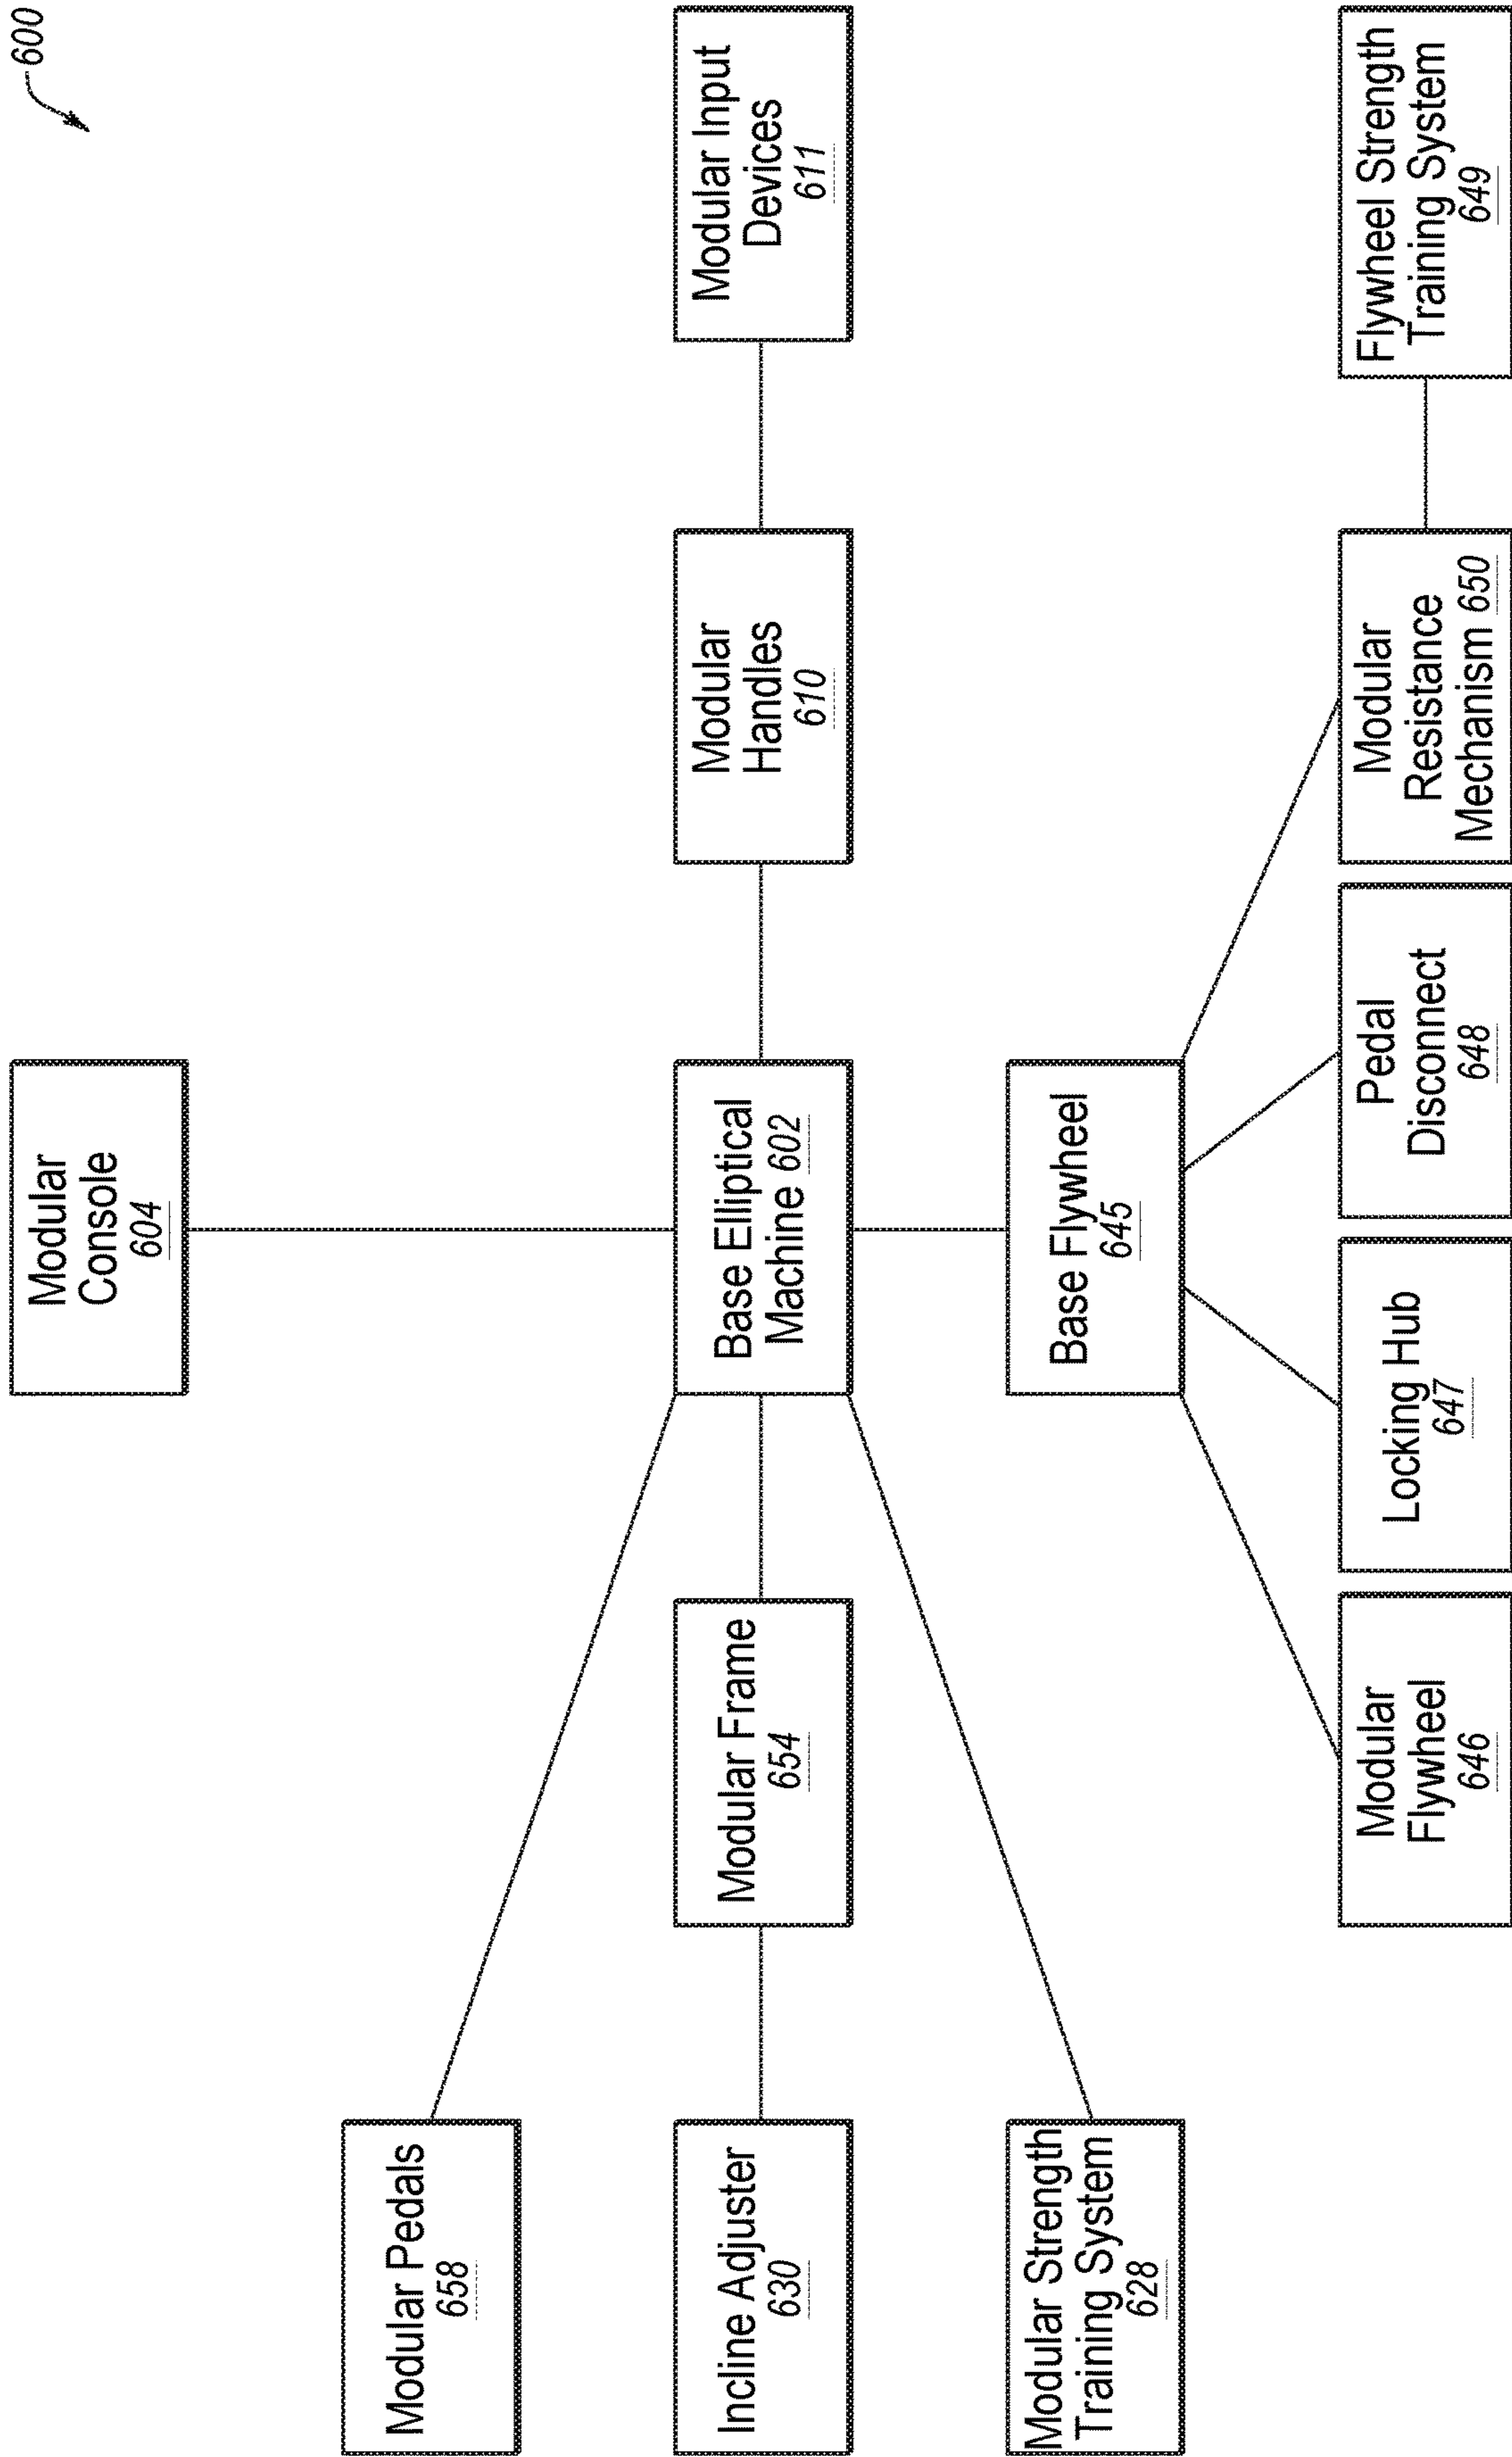 600
Modular
Console
604
Modular Pedals
658
Incline Adjuster
630
Modular Frame
654
Base Elliptical
Machine 602
Modular
Handles
610
Modular Input
Devices
611
Modular Strength
Training System
628
Base Flywheel
645
Modular
Flywheel
646
Locking Hub
647
Pedal
Disconnect
648
Modular
Resistance
Mechanism 650
Flywheel Strength
Training System
649